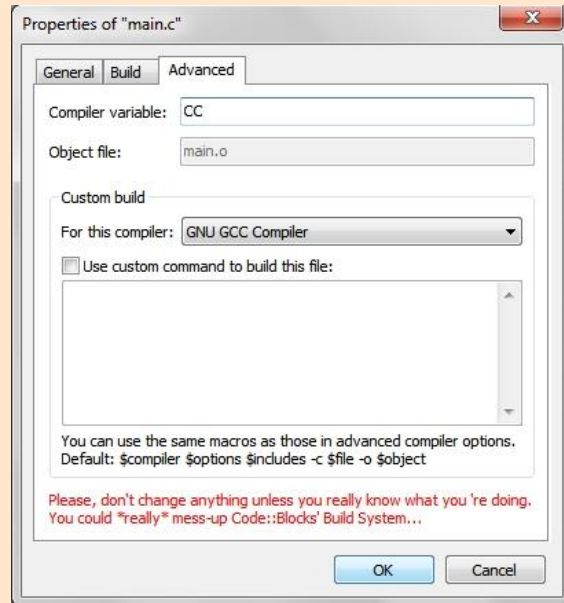 Properties of "main.c"
General Build Advanced
Compiler variable: CC
Object file: main.o
Custom build
For this compiler: GNU GCC Compiler
Use custom command to build this file:
You can use the same macros as those in advanced compiler options.
Default: $compiler $options $includes -c $file -o $object
Please, don't change anything unless you really know what you 're doing.
You could *really* mess-up Code::Blocks' Build System...
OK Cancel